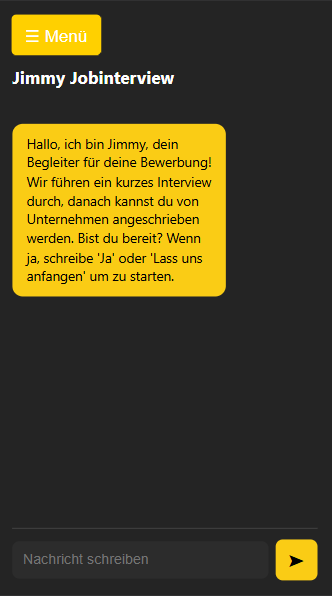 ☰ Menü
Jimmy Jobinterview
Hallo, ich bin Jimmy, dein
Begleiter für deine Bewerbung!
Wir führen ein kurzes Interview
durch, danach kannst du von
Unternehmen angeschrieben
werden. Bist du bereit? Wenn
ja, schreibe 'Ja' oder 'Lass uns
anfangen' um zu starten.
Nachricht schreiben
➤